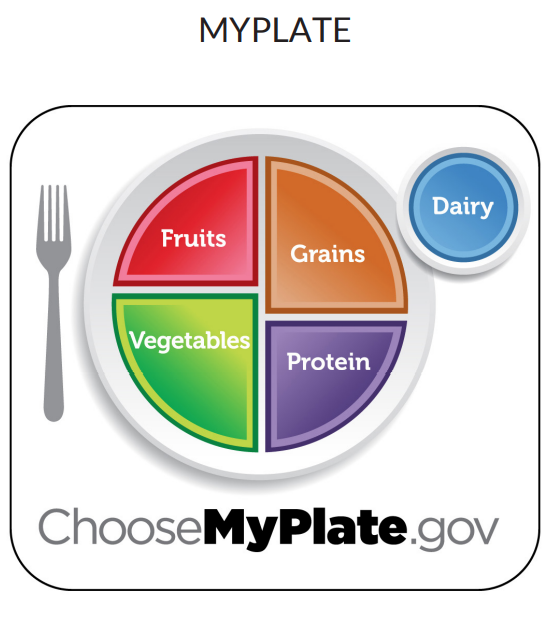 MYPLATE
Dairy
Fruits
Grains
Vegetables
Protein
ChooseMyPlate.gov